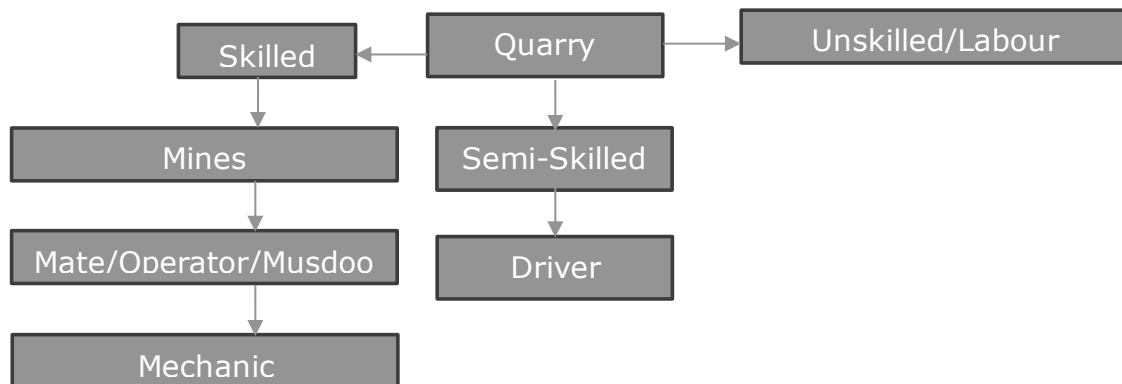 Skilled
Quarry
Unskilled/Labour
Mines
Semi-Skilled
Mate/Operator/Musdoo
Driver
Mechanic